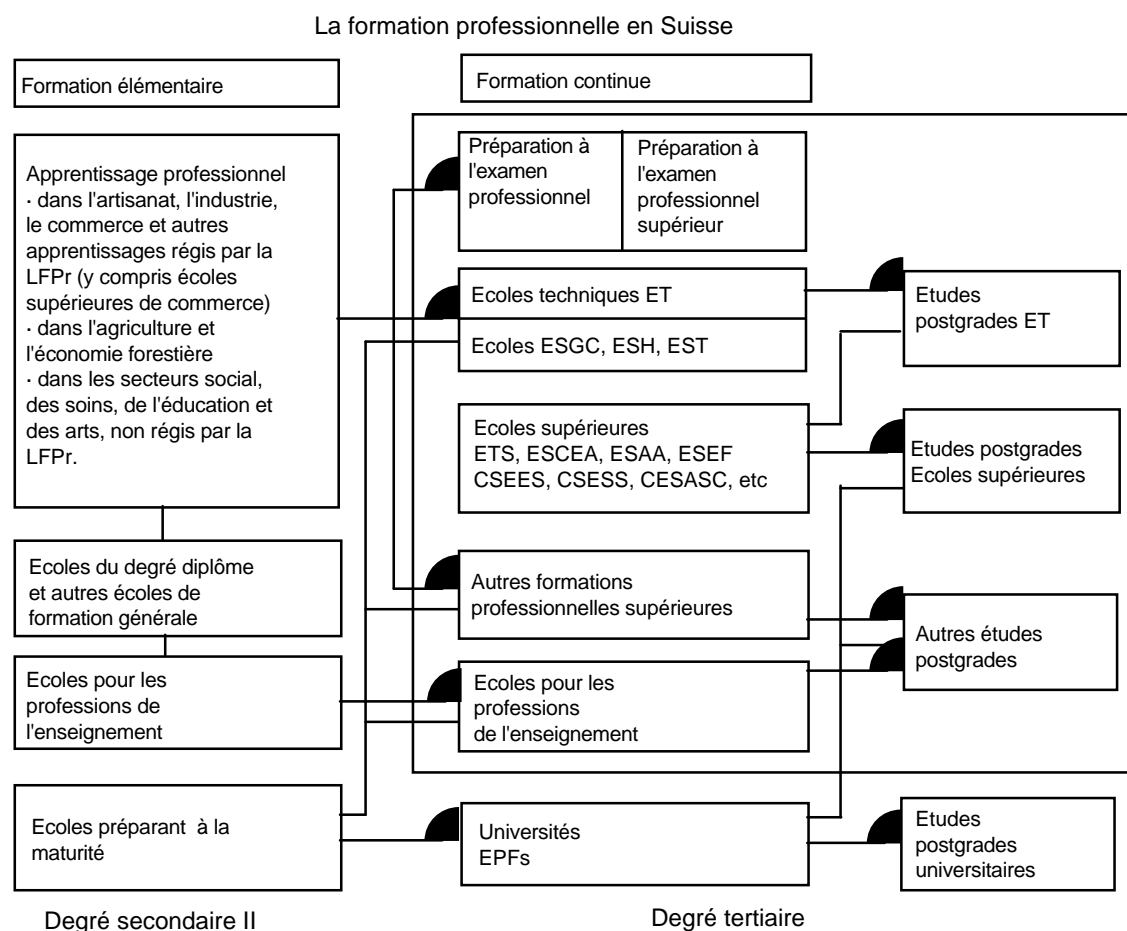 La formation professionnelle en Suisse
Formation élémentaire
Formation continue
Apprentissage professionnel
· dans l'artisanat, l'industrie,
le commerce et autres
apprentissages régis par la
LFPr (y compris écoles
supérieures de commerce)
· dans l'agriculture et
l'économie forestière
· dans les secteurs social,
des soins, de l'éducation et
des arts, non régis par la
LFPr.
Ecoles du degré diplôme
et autres écoles de
formation générale
Ecoles pour les
professions de
l'enseignement
Ecoles préparant à la
maturité
Préparation à
l'examen
professionnel
Préparation à
l'examen
professionnel
supérieur
Ecoles techniques ET
Ecoles ESGC, ESH, EST
Ecoles supérieures
ETS, ESCEA, ESAA, ESEF
CSEES, CSESS, CESASC, etc
Autres formations
professionnelles supérieures
Ecoles pour les
professions
de l'enseignement
Universités
EPFs
Etudes
postgrades ET
Etudes postgrades
Ecoles supérieures
Autres études
postgrades
Etudes
postgrades
universitaires
Degré secondaire II
Degré tertiaire